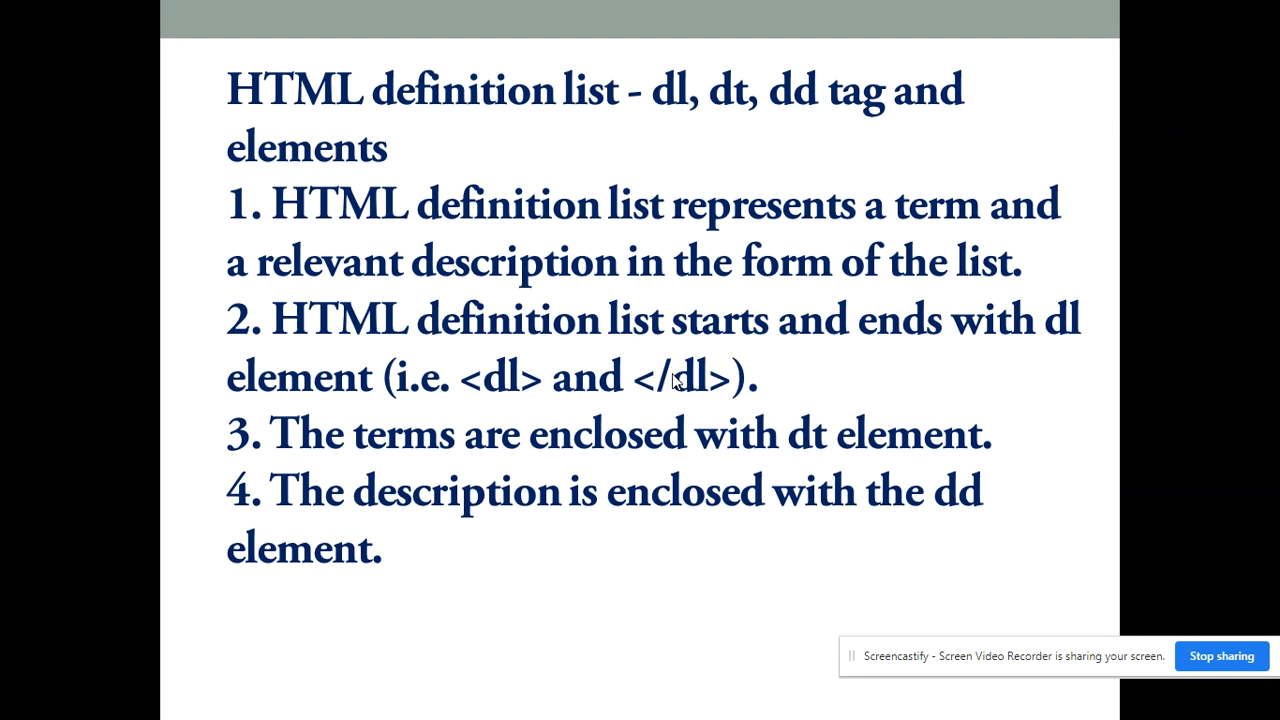 HTML definition list - dl, dt, dd tag and
elements
1. HTML definition list represents a term and
a relevant description in the form of the list.
2. HTML definition list starts and ends with dl
element (i.e. <dl> and </dl>).
3. The terms are enclosed with dt element.
4. The description is enclosed with the dd
element.
Screencastify - Screen Video Recorder is sharing your screen.
Stop sharing